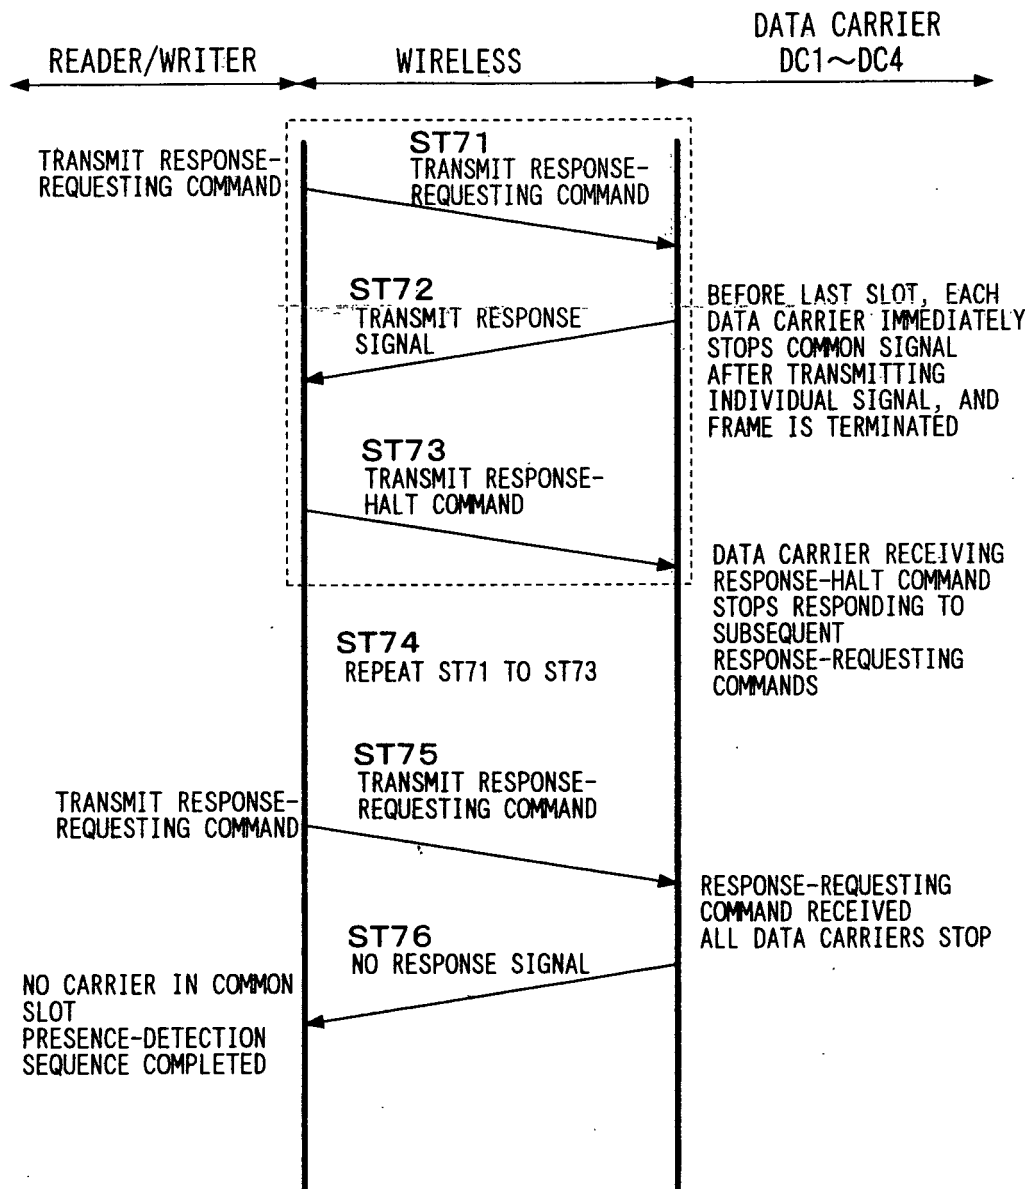 READER/WRITER
WIRELESS
DATA CARRIER
DC1~DC4
TRANSMIT RESPONSE-
REQUESTING COMMAND
ST71
TRANSMIT RESPONSE-
REQUESTING COMMAND
ST72
TRANSMIT RESPONSE
SIGNAL
BEFORE LAST SLOT, EACH
DATA CARRIER IMMEDIATELY
STOPS COMMON SIGNAL
AFTER TRANSMITTING
INDIVIDUAL SIGNAL, AND
FRAME IS TERMINATED
ST73
TRANSMIT RESPONSE-
HALT COMMAND
DATA CARRIER RECEIVING
RESPONSE-HALT COMMAND
STOPS RESPONDING TO
SUBSEQUENT
RESPONSE-REQUESTING
COMMANDS
ST74
REPEAT ST71 TO ST73
ST75
TRANSMIT RESPONSE-
REQUESTING COMMAND
TRANSMIT RESPONSE-
REQUESTING COMMAND
RESPONSE-REQUESTING
COMMAND RECEIVED
ALL DATA CARRIERS STOP
ST76
NO RESPONSE SIGNAL
NO CARRIER IN COMMON
SLOT
PRESENCE-DETECTION
SEQUENCE COMPLETED